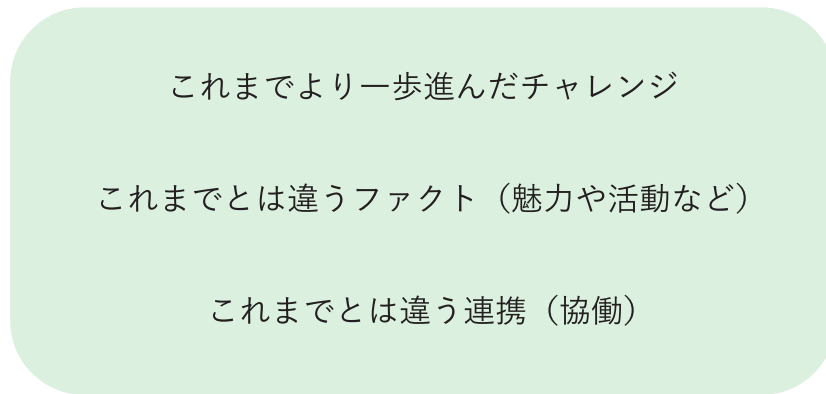 これまでより一歩進んだチャレンジ
これまでとは違うファクト（魅力や活動など）
これまでとは違う連携（協働）